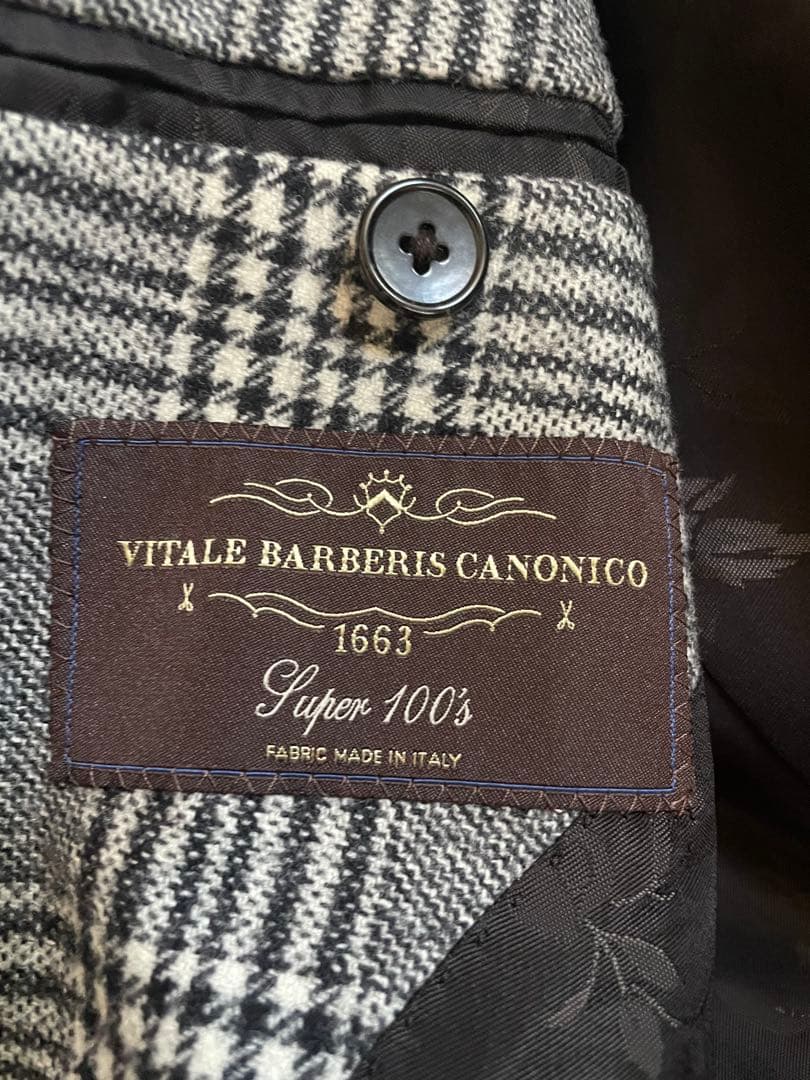 VITALE BARBERIS CANONICO
1663
Super 100's
FABRIC MADE IN ITALY